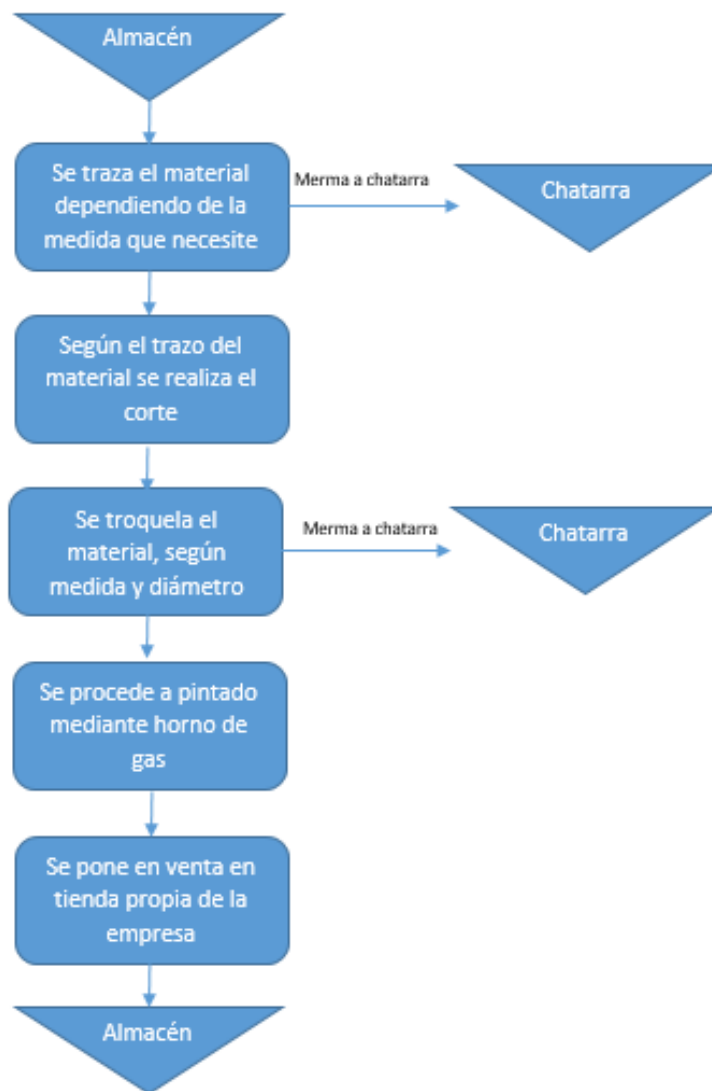 Almacén
Se traza el material
dependiendo de la
medida que necesite
Merma a chatarra
Chatarra
Según el trazo del
material se realiza el
corte
Se troquela el
material, según
medida y diámetro
Merma a chatarra
Chatarra
Se procede a pintado
mediante horno de
gas
Se pone en venta en
tienda propia de la
empresa
Almacén